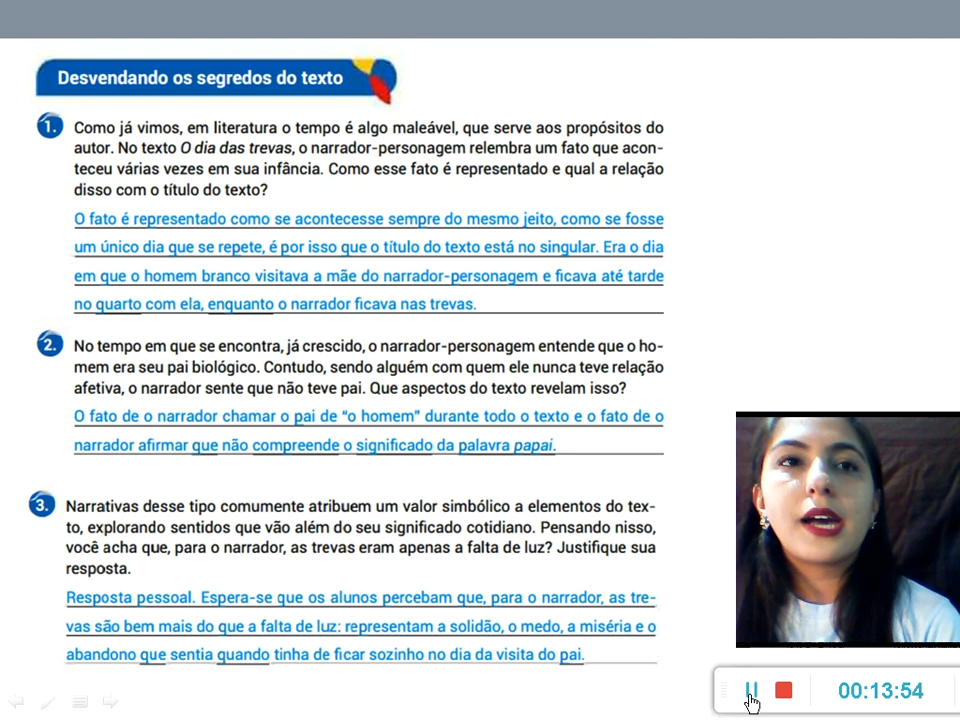 Desvendando os segredos do texto
1. Como já vimos, em literatura o tempo é algo maleável, que serve aos propósitos do
autor. No texto O dia das trevas, o narrador-personagem relembra um fato que acon-
teceu várias vezes em sua infância. Como esse fato é representado e qual a relação
disso com o título do texto?
O fato é representado como se acontecesse sempre do mesmo jeito, como se fosse
um único dia que se repete, é por isso que o título do texto está no singular. Era o dia
em que o homem branco visitava a mãe do narrador-personagem e ficava até tarde
no quarto com ela, enquanto o narrador ficava nas trevas.
2. No tempo em que se encontra, já crescido, o narrador-personagem entende que o ho-
mem era seu pai biológico. Contudo, sendo alguém com quem ele nunca teve relação
afetiva, o narrador sente que não teve pai. Que aspectos do texto revelam isso?
O fato de o narrador chamar o pai de “o homem” durante todo o texto e o fato de o
narrador afirmar que não compreende o significado da palavra papai.
3. Narrativas desse tipo comumente atribuem um valor simbólico a elementos do tex-
to, explorando sentidos que vão além do seu significado cotidiano. Pensando nisso,
você acha que, para o narrador, as trevas eram apenas a falta de luz? Justifique sua
resposta.
Resposta pessoal. Espera-se que os alunos percebam que, para o narrador, as tre-
vas são bem mais do que a falta de luz: representam a solidão, o medo, a miséria e o
abandono que sentia quando tinha de ficar sozinho no dia da visita do pai.
00:13:54